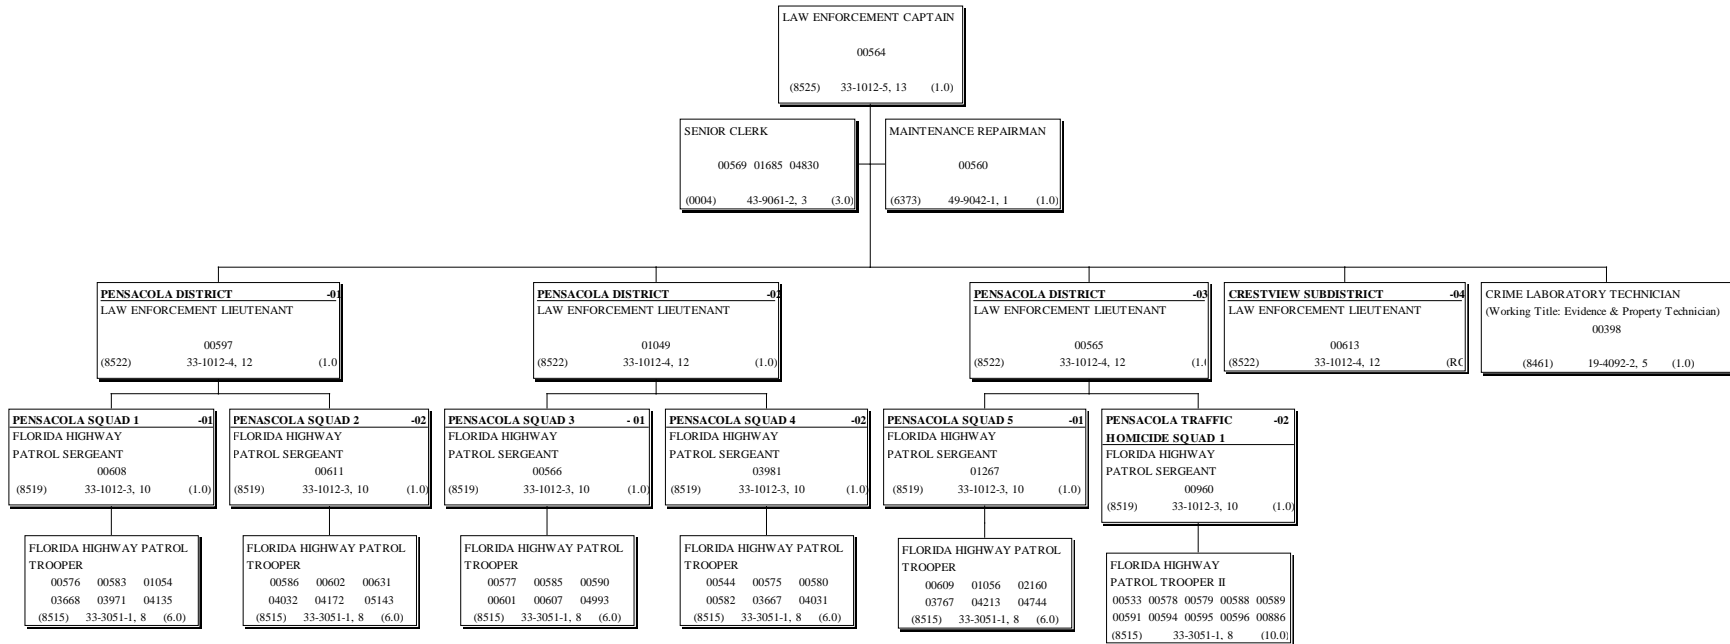 LAW ENFORCEMENT CAPTAIN
00564
(8525) 33-1012-5, 13 (1.0)
SENIOR CLERK
00569 01685 04830
(0004) 43-9061-2, 3 (3.0)
MAINTENANCE REPAIRMAN
00560
(6373) 49-9042-1, 1 (1.0)
PENSACOLA DISTRICT -01
LAW ENFORCEMENT LIEUTENANT
00597
(8522) 33-1012-4, 12 (1.0
PENSACOLA DISTRICT -02
LAW ENFORCEMENT LIEUTENANT
01049
(8522) 33-1012-4, 12 (1.0)
PENSACOLA DISTRICT -03
LAW ENFORCEMENT LIEUTENANT
00565
(8522) 33-1012-4, 12 (1.(
CRESTVIEW SUBDISTRICT -04
LAW ENFORCEMENT LIEUTENANT
00613
(8522) 33-1012-4, 12 (RC
CRIME LABORATORY TECHNICIAN
(Working Title: Evidence & Property Technician)
00398
(8461) 19-4092-2, 5 (1.0)
PENSACOLA SQUAD 1 -01
FLORIDA HIGHWAY
PATROL SERGEANT
00608
(8519) 33-1012-3, 10 (1.0)
PENASCOLA SQUAD 2 -02
FLORIDA HIGHWAY
PATROL SERGEANT
00611
(8519) 33-1012-3, 10 (1.0)
PENSACOLA SQUAD 3 - 01
FLORIDA HIGHWAY
PATROL SERGEANT
00566
(8519) 33-1012-3, 10 (1.0)
PENSACOLA SQUAD 4 -02
FLORIDA HIGHWAY
PATROL SERGEANT
03981
(8519) 33-1012-3, 10 (1.0)
PENSACOLA SQUAD 5 -01
FLORIDA HIGHWAY
PATROL SERGEANT
01267
(8519) 33-1012-3, 10 (1.0)
PENSACOLA TRAFFIC -02
HOMICIDE SQUAD 1
FLORIDA HIGHWAY
PATROL SERGEANT
00960
(8519) 33-1012-3, 10 (1.0)
FLORIDA HIGHWAY PATROL
TROOPER
00576 00583 01054
03668 03971 04135
(8515) 33-3051-1, 8 (6.0)
FLORIDA HIGHWAY PATROL
TROOPER
00586 00602 00631
04032 04172 05143
(8515) 33-3051-1, 8 (6.0)
FLORIDA HIGHWAY PATROL
TROOPER
00577 00585 00590
00601 00607 04993
(8515) 33-3051-1, 8 (6.0)
FLORIDA HIGHWAY PATROL
TROOPER
00544 00575 00580
00582 03667 04031
(8515) 33-3051-1, 8 (6.0)
FLORIDA HIGHWAY PATROL
TROOPER
00609 01056 02160
03767 04213 04744
(8515) 33-3051-1, 8 (6.0)
FLORIDA HIGHWAY
PATROL TROOPER II
00533 00578 00579 00588 00589
00591 00594 00595 00596 00886
(8515) 33-3051-1, 8 (10.0)